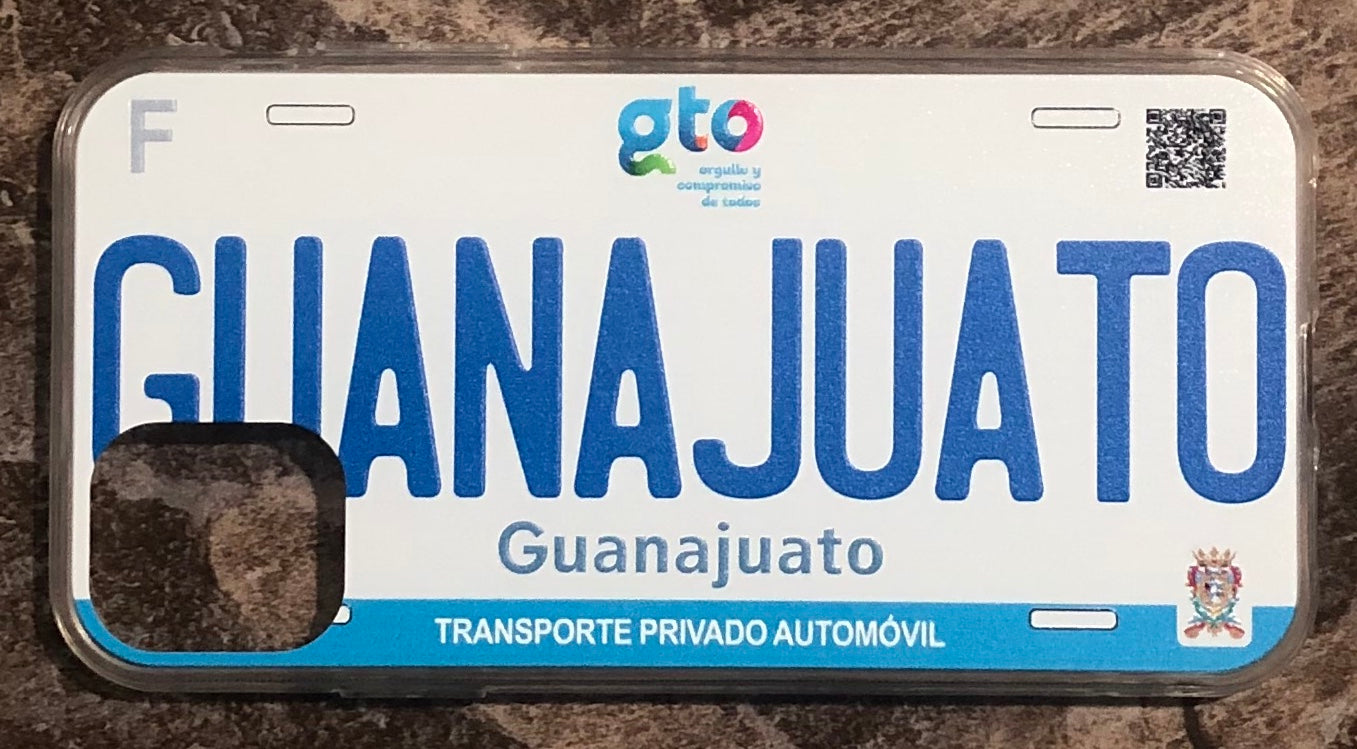 F
gto
orgullo y
compromiso
de todos
GUANAJUATO
Guanajuato
TRANSPORTE PRIVADO AUTOMÓVIL